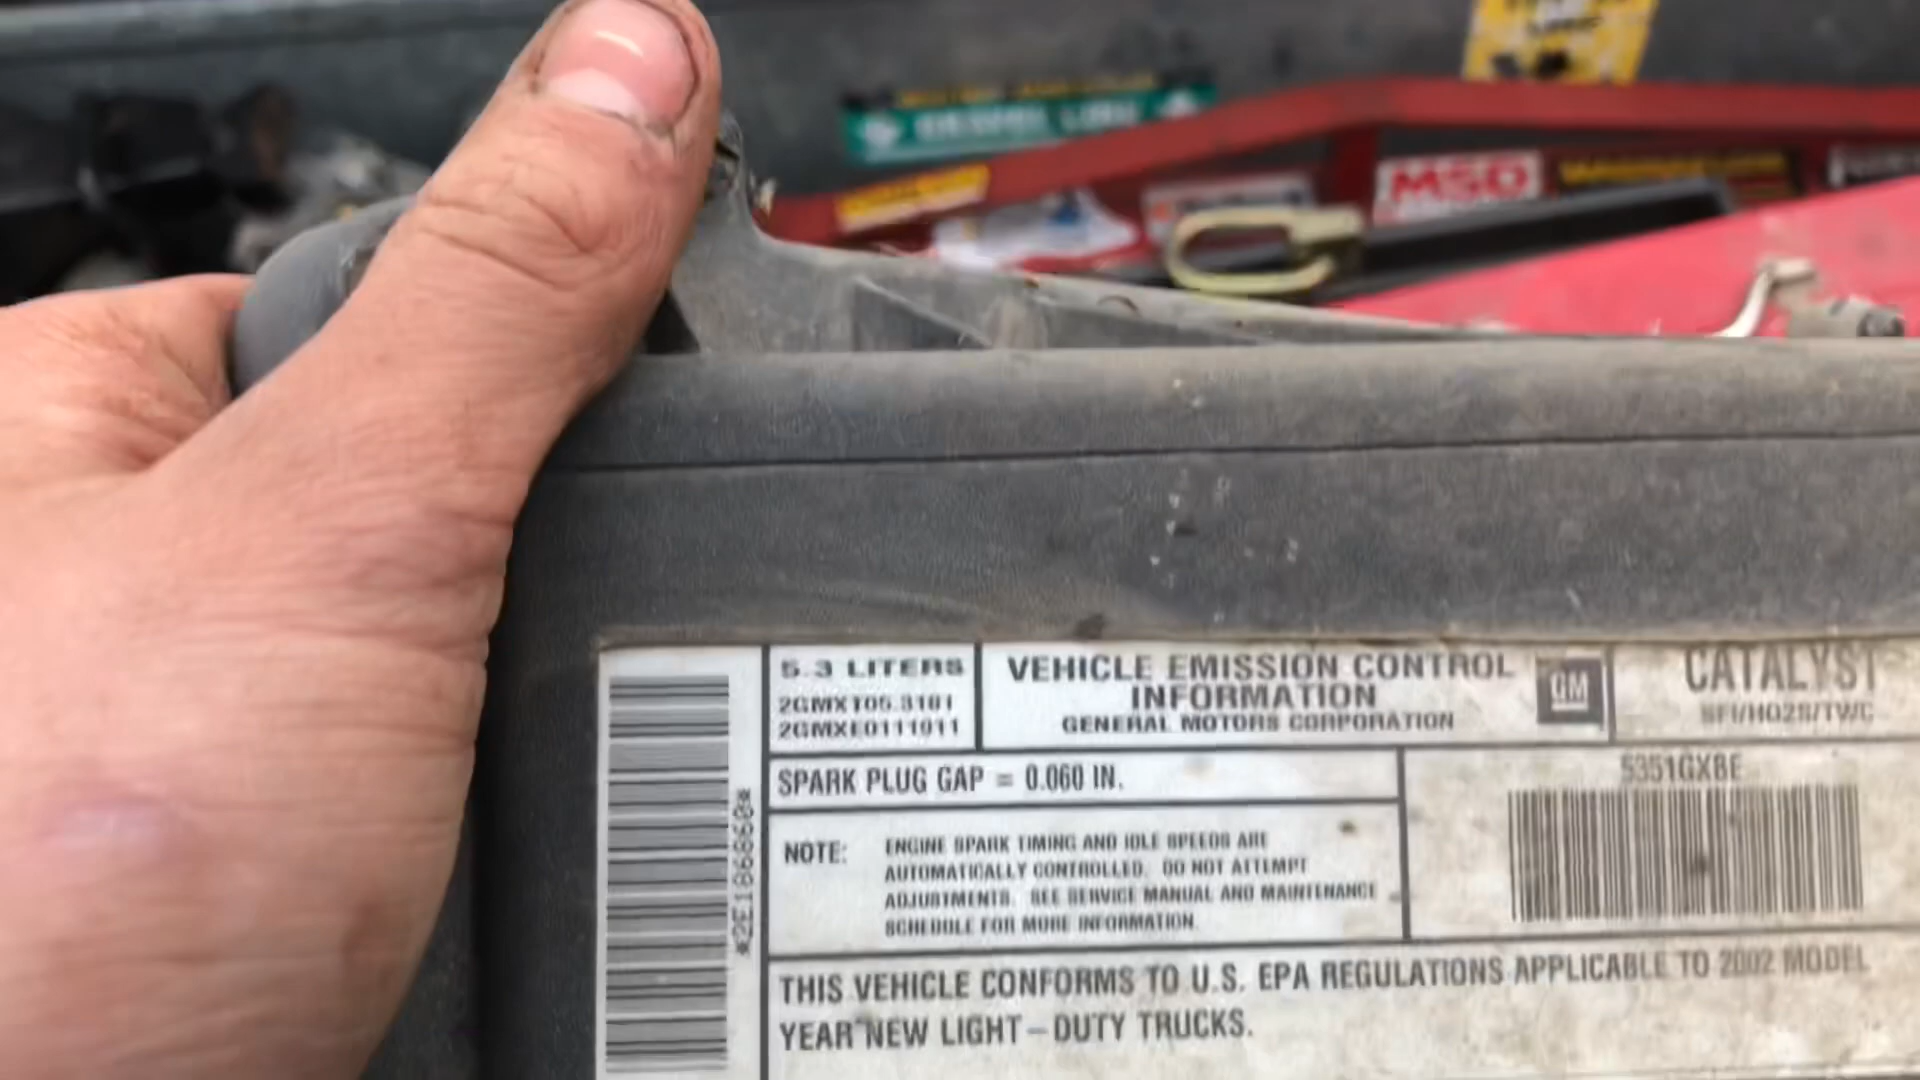 MSD
5.3 LITERS
2GMXT05.3181
2GMXE0111911
VEHICLE EMISSION CONTROL
INFORMATION
GENERAL MOTORS CORPORATION
GM
CATALYST
SFI/HO2S/TWC
SPARK PLUG GAP = 0.060 IN.
5351GXBE
NOTE: ENGINE SPARK TIMING AND IDLE SPEEDS ARE
AUTOMATICALLY CONTROLLED. DO NOT ATTEMPT
ADJUSTMENTS. SEE SERVICE MANUAL AND MAINTENANCE
SCHEDULE FOR MORE INFORMATION.
THIS VEHICLE CONFORMS TO U.S. EPA REGULATIONS APPLICABLE TO 2002 MODEL
YEAR NEW LIGHT-DUTY TRUCKS.